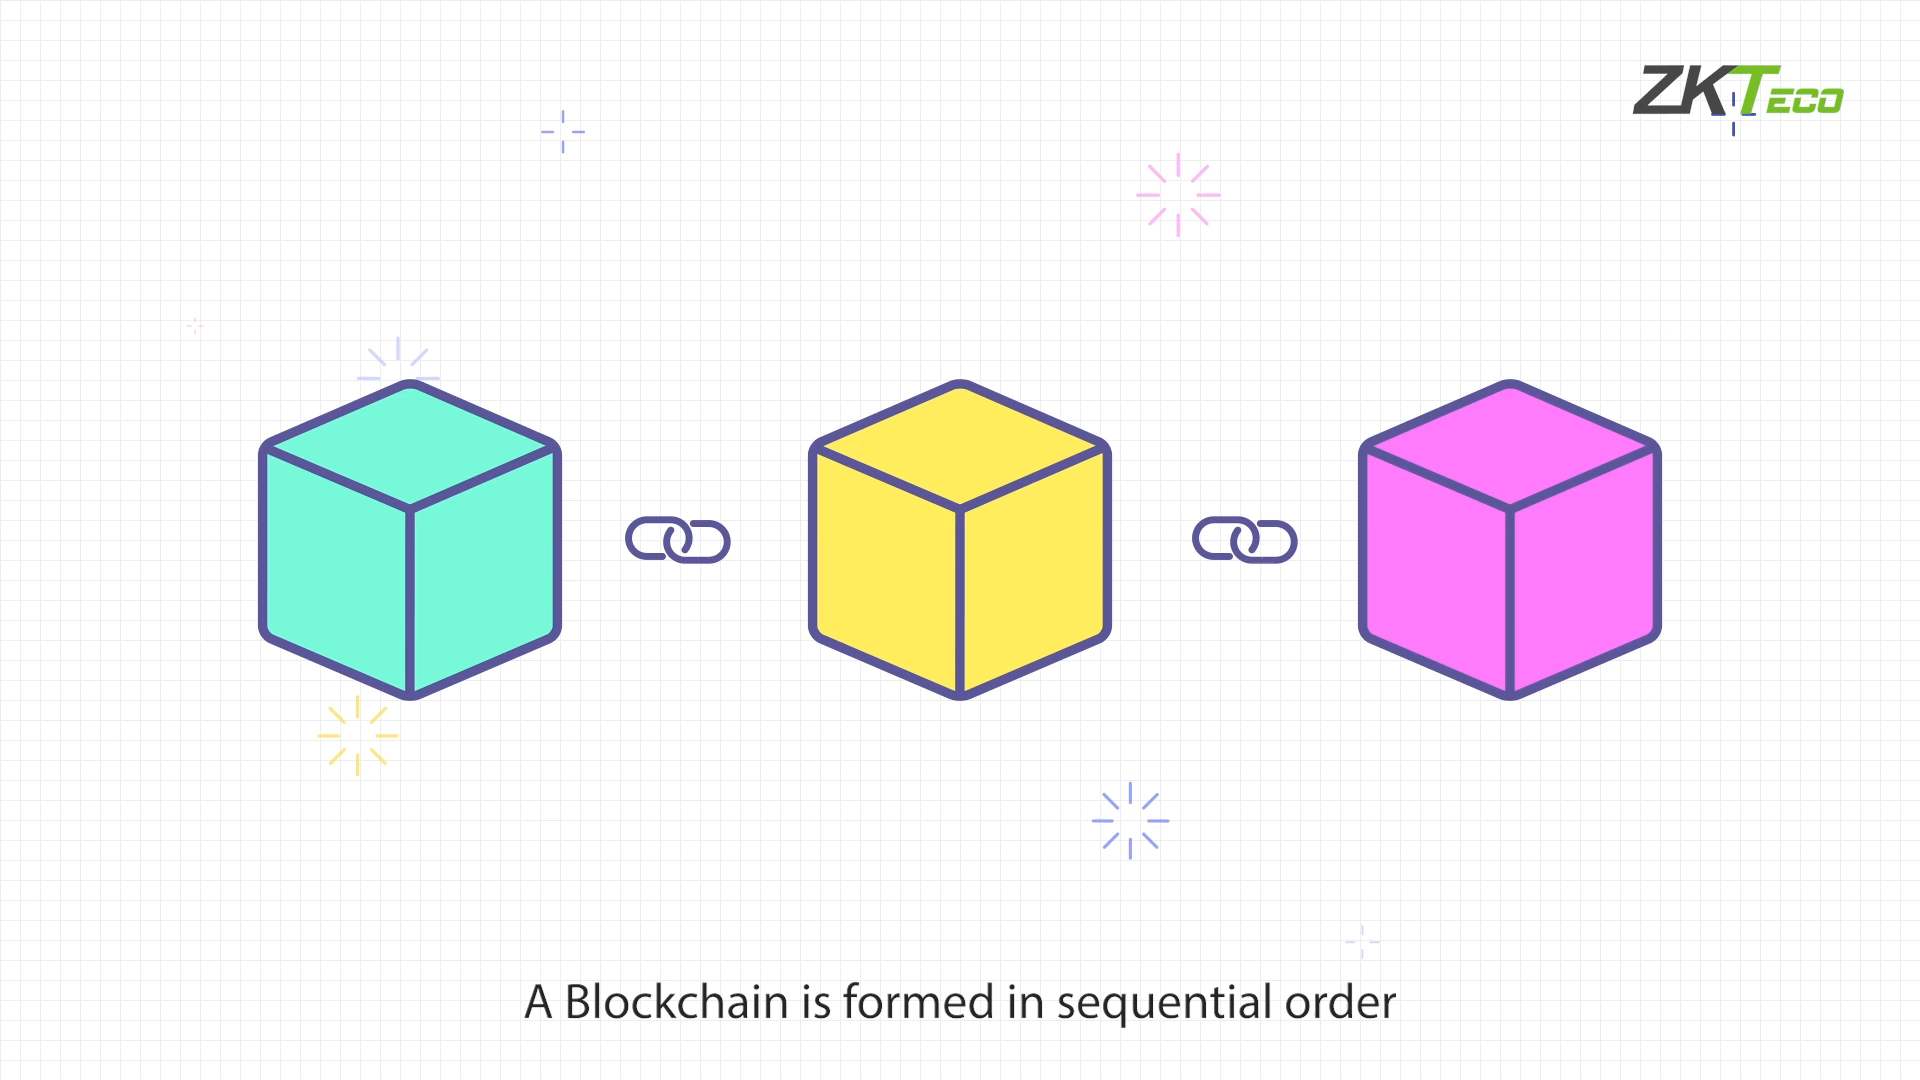 ZKTeco
A Blockchain is formed in sequential order